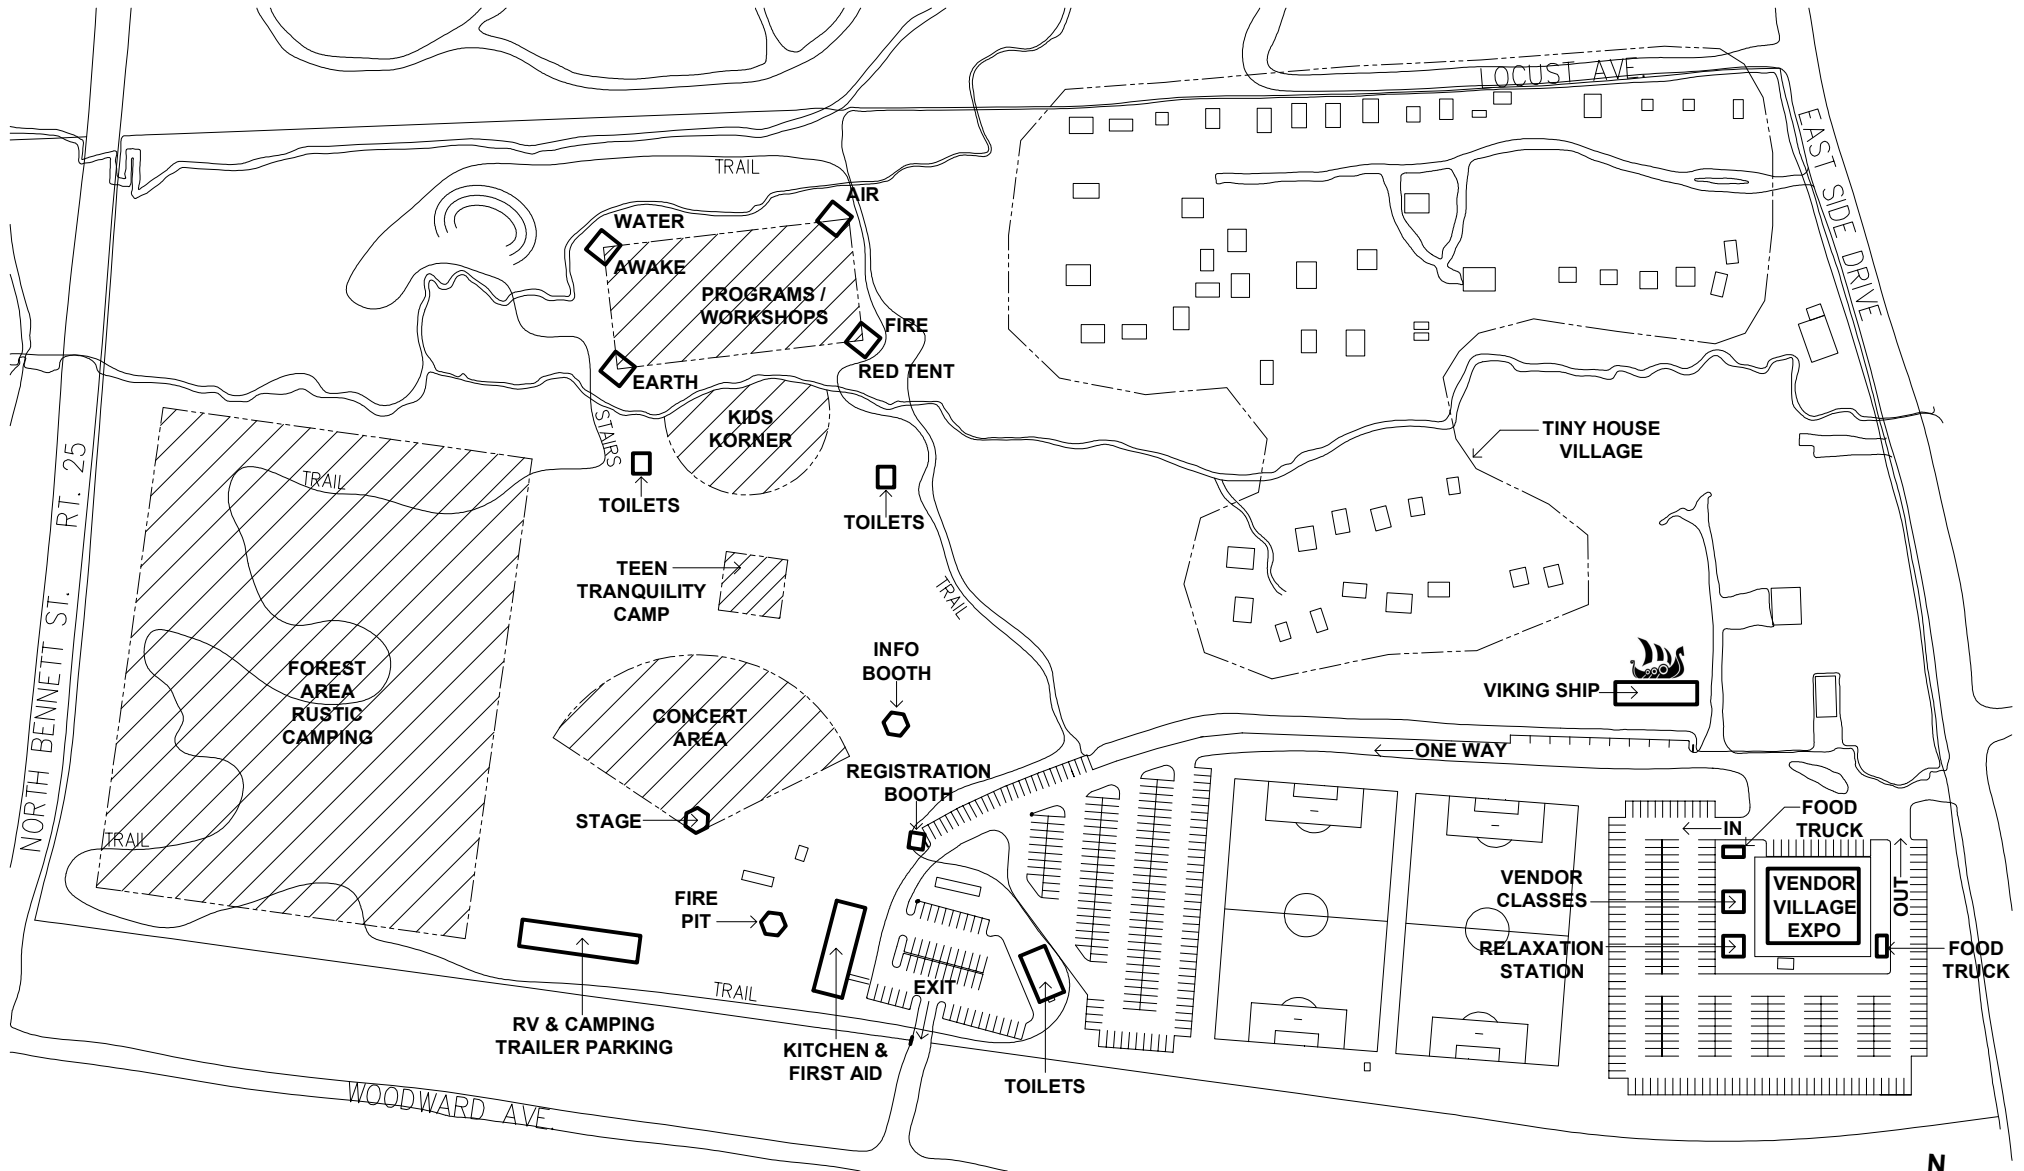 LOCUST AVE.
EAST SIDE DRIVE
TRAIL
AIR
WATER
AWAKE
PROGRAMS /
WORKSHOPS
FIRE
RED TENT
EARTH
KIDS
KORNER
STAIRS
TINY HOUSE
VILLAGE
NORTH BENNETT ST. RT. 25
TRAIL
TOILETS
TOILETS
TEEN
TRANQUILITY
CAMP
TRAIL
INFO
BOOTH
FOREST
AREA
RUSTIC
CAMPING
CONCERT
AREA
VIKING SHIP
ONE WAY
REGISTRATION
BOOTH
STAGE
TRAIL
FOOD
TRUCK
IN
OUT
VENDOR
CLASSES
VENDOR
VILLAGE
EXPO
FIRE
PIT
RELAXATION
STATION
FOOD
TRUCK
EXIT
TRAIL
RV & CAMPING
TRAILER PARKING
KITCHEN &
FIRST AID
TOILETS
WOODWARD AVE.
N